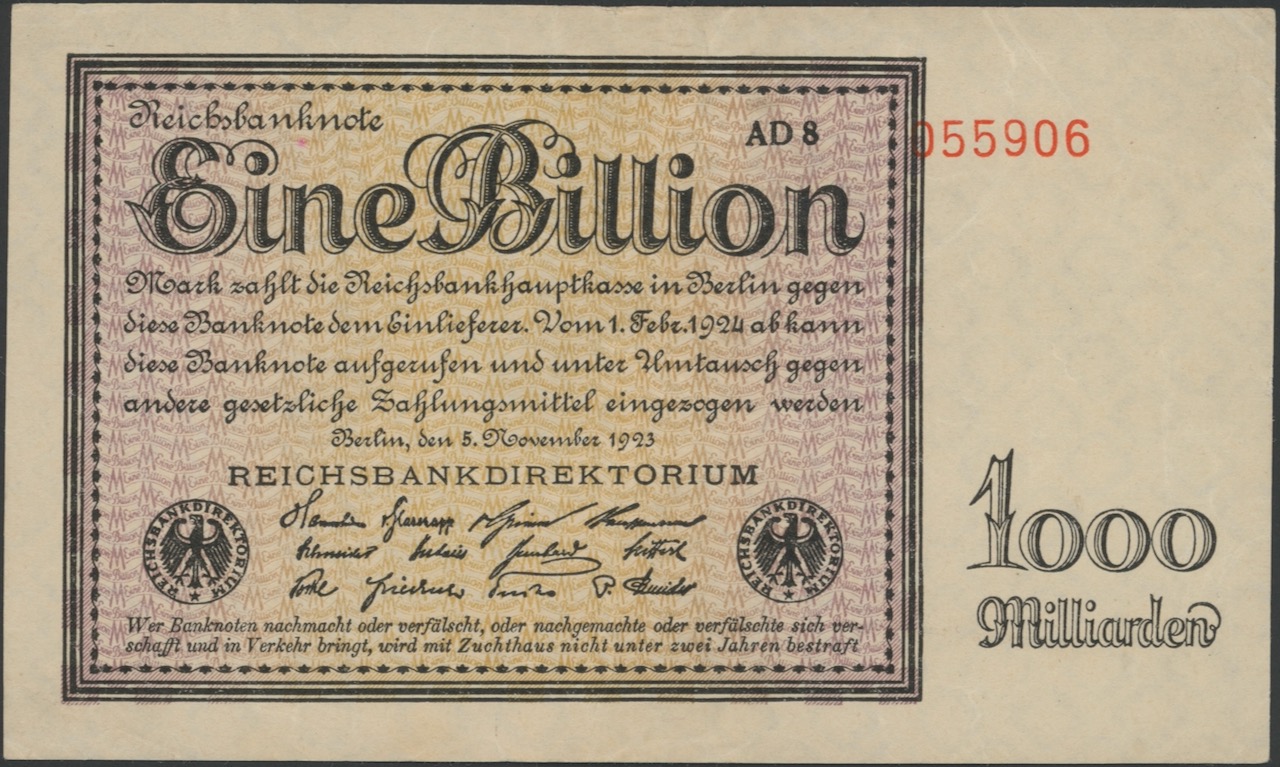 Reichsbanknote
AD 8
055906
Eine Billion
Mark zahlt die Reichsbankhauptkasse in Berlin gegen
diese Banknote dem Einlieferer. Vom 1. Febr. 1924 ab kann
diese Banknote aufgerufen und unter Umtausch gegen
andere gesetzliche Zahlungsmittel eingezogen werden
Berlin, den 5. November 1923
REICHSBANKDIREKTORIUM
REICHSBANKDIREKTORIUM
REICHSBANKDIREKTORIUM
1000
Milliarden
Wer Banknoten nachmacht oder verfälscht, oder nachgemachte oder verfälschte sich ver-
schafft und in Verkehr bringt, wird mit Zuchthaus nicht unter zwei Jahren bestraft